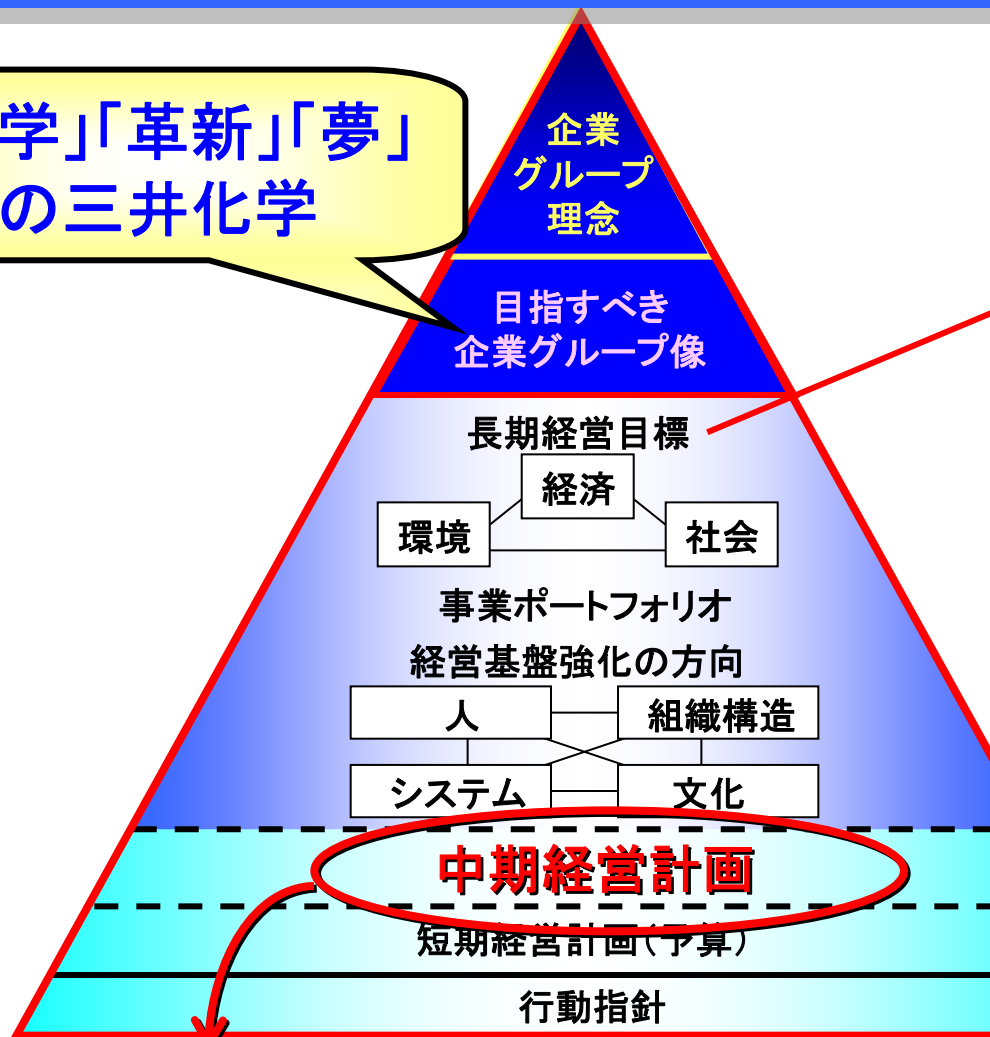 学」「革新」「夢」
の三井化学
企業
グループ
理念
目指すべき
企業グループ像
長期経営目標
経済
環境
社会
事業ポートフォリオ
経営基盤強化の方向
人
組織構造
システム
文化
中期経営計画
短期経営計画(予算)
行動指針